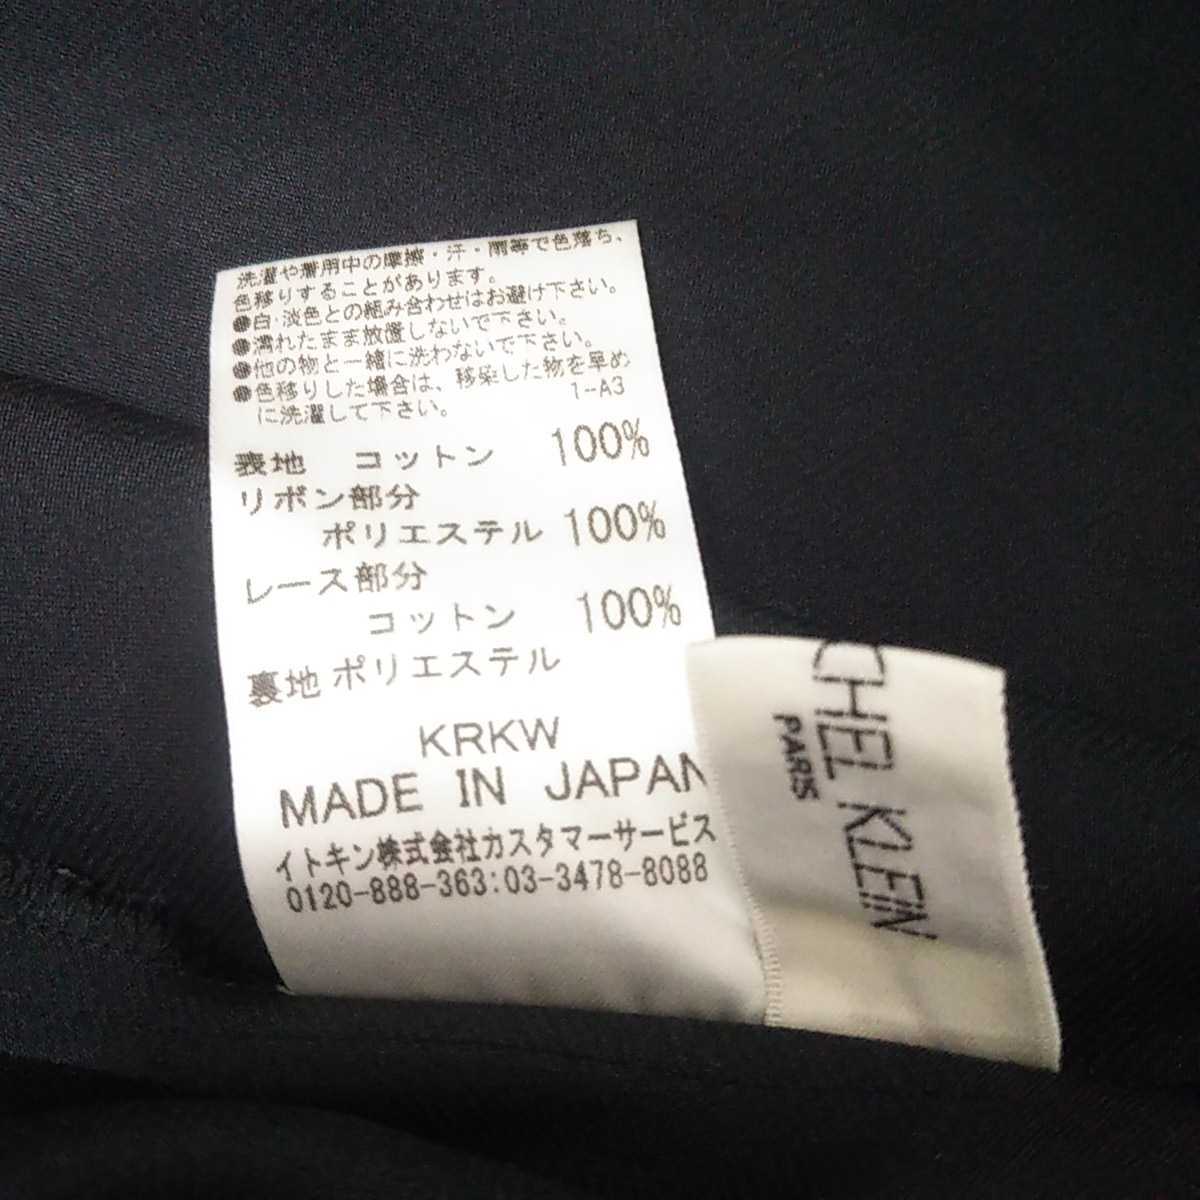 洗濯や着用中の摩擦・汗・雨等で色落ち、
色移りすることがあります。
●白・淡色との組み合わせはお避け下さい。
●濡れたまま放置しないで下さい。
●他の物と一緒に洗わないで下さい。
●色移りした場合は、移染した物を早め
に洗濯して下さい。 1-A3
表地 コットン 100%
リボン部分
ポリエステル 100%
レース部分
コットン 100%
裏地 ポリエステル
KRKW
MADE IN JAPAN
イトキン株式会社カスタマーサービス
0120-888-363:03-3478-8088
CHEL KLEIN
PARIS